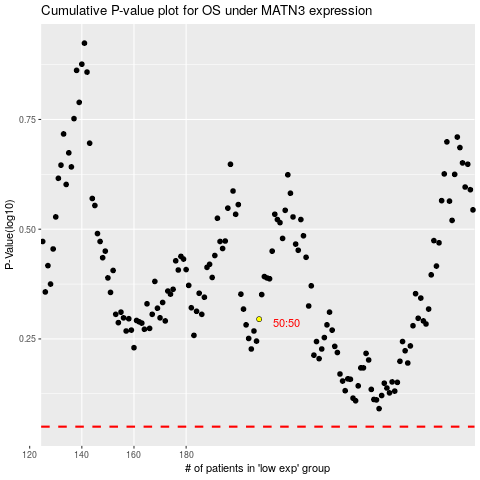 Cumulative P-value plot for OS under MATN3 expression
P-Value(log10)
0.75
0.50
0.25
50:50
120 140 160 180
# of patients in 'low exp' group